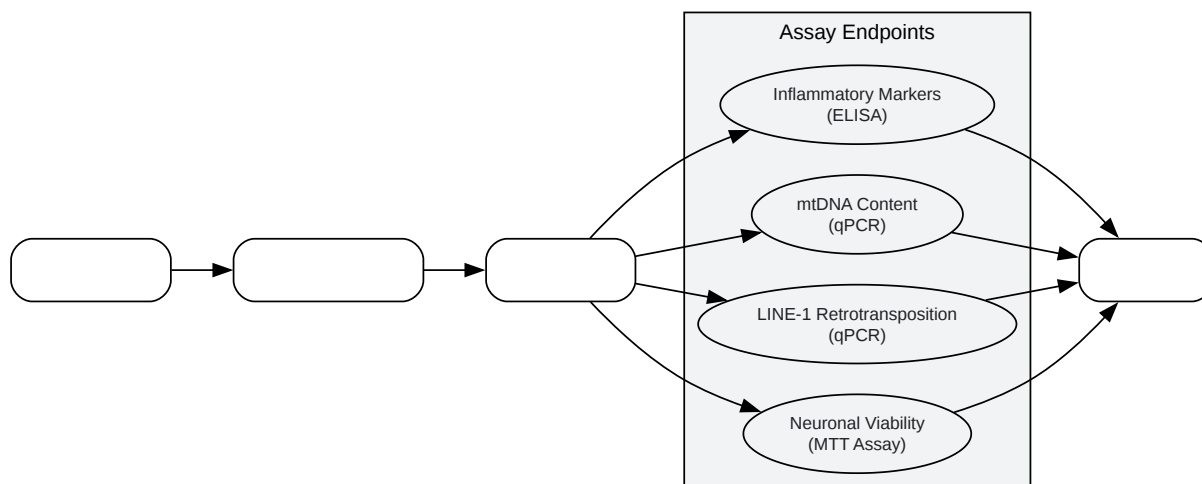 Assay Endpoints
Inflammatory Markers
(ELISA)
mtDNA Content
(qPCR)
LINE-1 Retrotransposition
(qPCR)
Neuronal Viability
(MTT Assay)